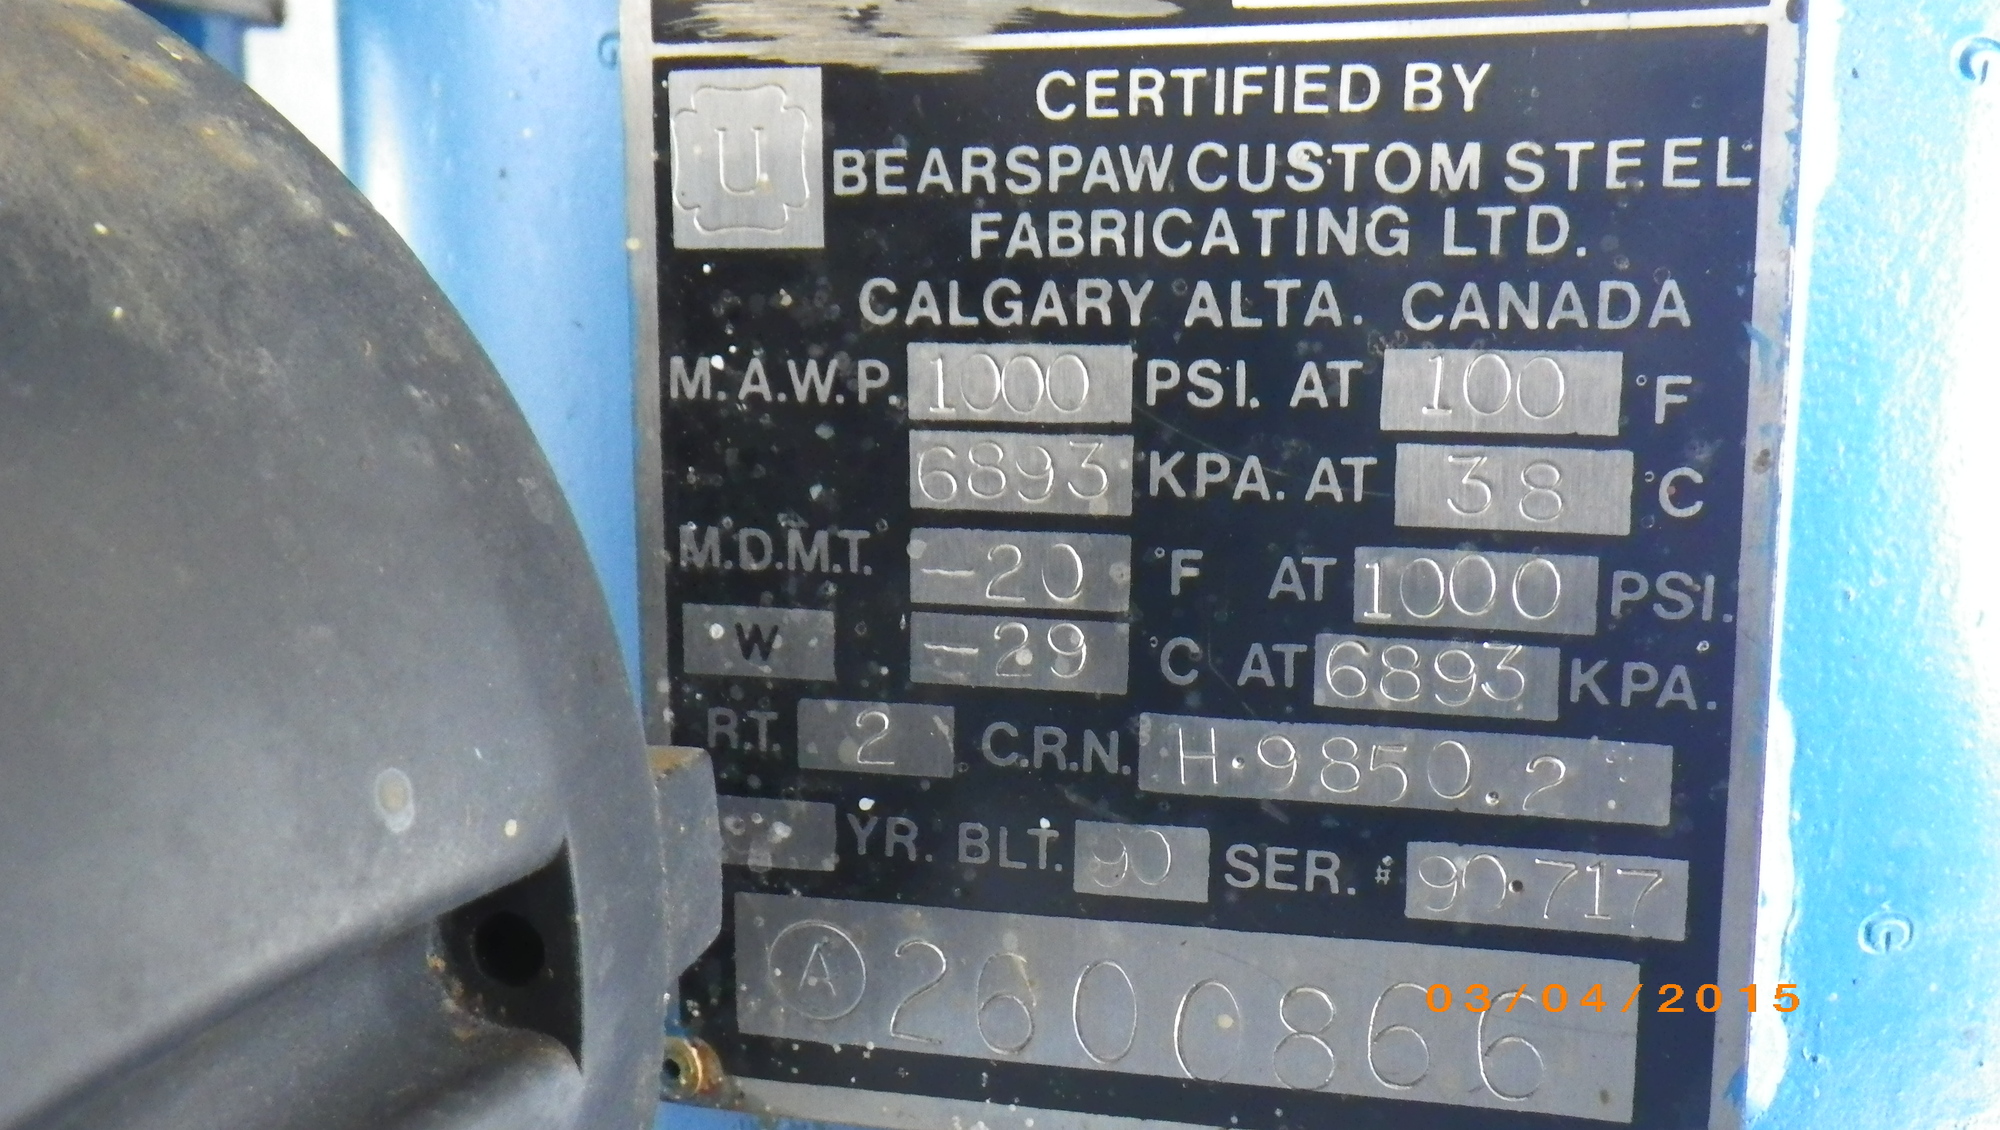 U
CERTIFIED BY
BEARSPAW CUSTOM STEEL
FABRICATING LTD.
CALGARY ALTA. CANADA
M.A.W.P. 1000 PSI. AT 100 °F
6893 KPA. AT 38 °C
M.D.M.T. -20 °F AT 1000 PSI.
W -29 °C AT 6893 KPA.
R.T. 2 C.R.N. H.9850.2
YR. BLT. 90 SER. # 90.717
A 2600866
03/04/2015